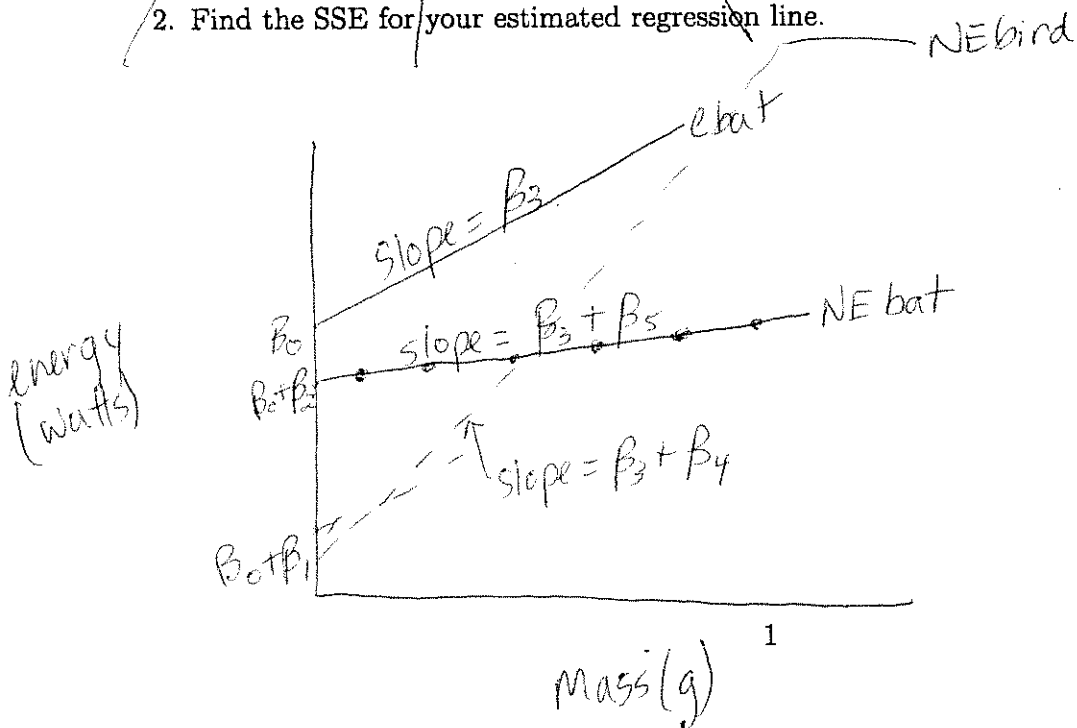 2. Find the SSE for your estimated regression line.
NEbird
ebat
slope = β3
β0
slope = β3 + β5
NE bat
β0+β2
energy
(watts)
slope = β3 + β4
β0+β1
1
Mass(g)